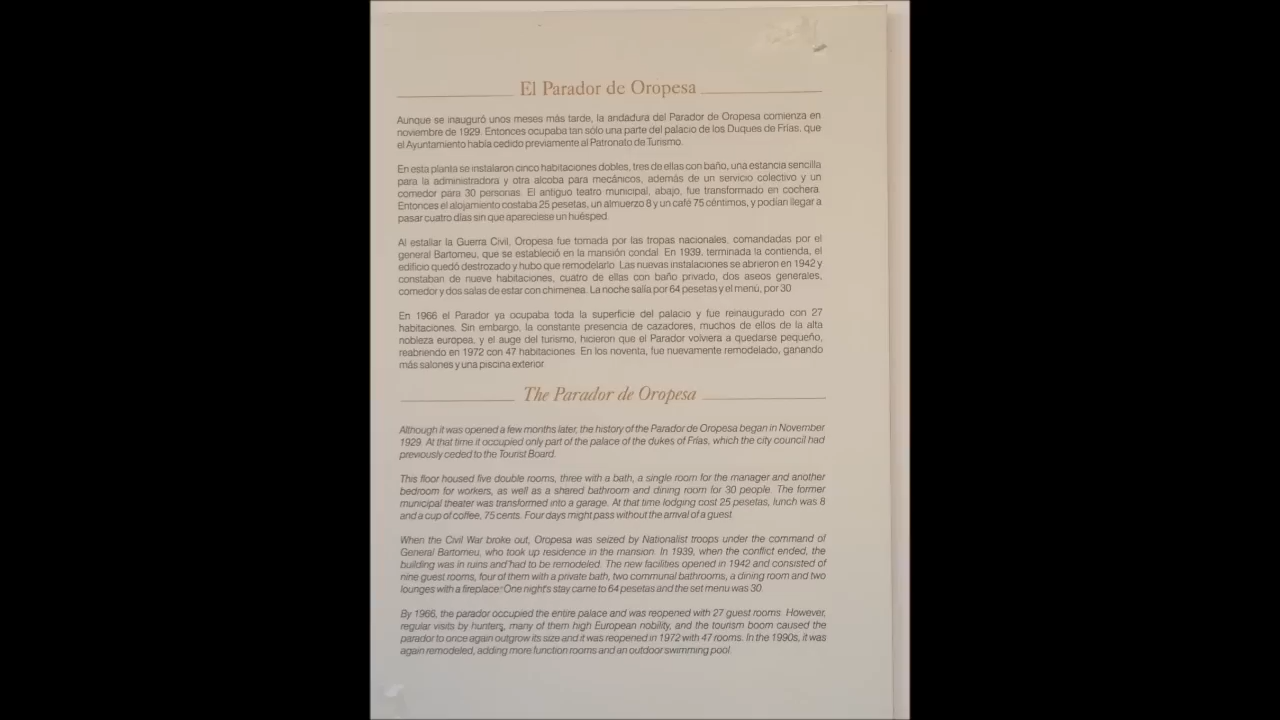 El Parador de Oropesa
Aunque se inauguró unos meses más tarde, la andadura del Parador de Oropesa comienza en
noviembre de 1929. Entonces ocupaba tan sólo una parte del palacio de los Duques de Frías, que
el Ayuntamiento había cedido previamente al Patronato de Turismo.
En esta planta se instalaron cinco habitaciones dobles, tres de ellas con baño, una estancia sencilla
para la administradora y otra alcoba para mecánicos, además de un servicio colectivo y un
comedor para 30 personas. El antiguo teatro municipal, abajo, fue transformado en cochera.
Entonces el alojamiento costaba 25 pesetas, un almuerzo 8 y un café 75 céntimos, y podían llegar a
pasar cuatro días sin que apareciese un huésped.
Al estallar la Guerra Civil, Oropesa fue tomada por las tropas nacionales, comandadas por el
general Bartomeu, que se estableció en la mansión condal. En 1939, terminada la contienda, el
edificio quedó destrozado y hubo que remodelarlo. Las nuevas instalaciones se abrieron en 1942 y
constaban de nueve habitaciones, cuatro de ellas con baño privado, dos aseos generales,
comedor y dos salas de estar con chimenea. La noche salía por 64 pesetas y el menú, por 30.
En 1966 el Parador ya ocupaba toda la superficie del palacio y fue reinaugurado con 27
habitaciones. Sin embargo, la constante presencia de cazadores, muchos de ellos de la alta
nobleza europea, y el auge del turismo, hicieron que el Parador volviera a quedarse pequeño,
reabriendo en 1972 con 47 habitaciones. En los noventa, fue nuevamente remodelado, ganando
más salones y una piscina exterior.
The Parador de Oropesa
Although it was opened a few months later, the history of the Parador de Oropesa began in November
1929. At that time it occupied only part of the palace of the dukes of Frías, which the city council had
previously ceded to the Tourist Board.
This floor housed five double rooms, three with a bath, a single room for the manager and another
bedroom for workers, as well as a shared bathroom and dining room for 30 people. The former
municipal theater was transformed into a garage. At that time lodging cost 25 pesetas, lunch was 8
and a cup of coffee, 75 cents. Four days might pass without the arrival of a guest.
When the Civil War broke out, Oropesa was seized by Nationalist troops under the command of
General Bartomeu, who took up residence in the mansion. In 1939, when the conflict ended, the
building was in ruins and had to be remodeled. The new facilities opened in 1942 and consisted of
nine guest rooms, four of them with a private bath, two communal bathrooms, a dining room and two
lounges with a fireplace. One night's stay came to 64 pesetas and the set menu was 30.
By 1966, the parador occupied the entire palace and was reopened with 27 guest rooms. However,
regular visits by hunters, many of them high European nobility, and the tourism boom caused the
parador to once again outgrow its size and it was reopened in 1972 with 47 rooms. In the 1990s, it was
again remodeled, adding more function rooms and an outdoor swimming pool.